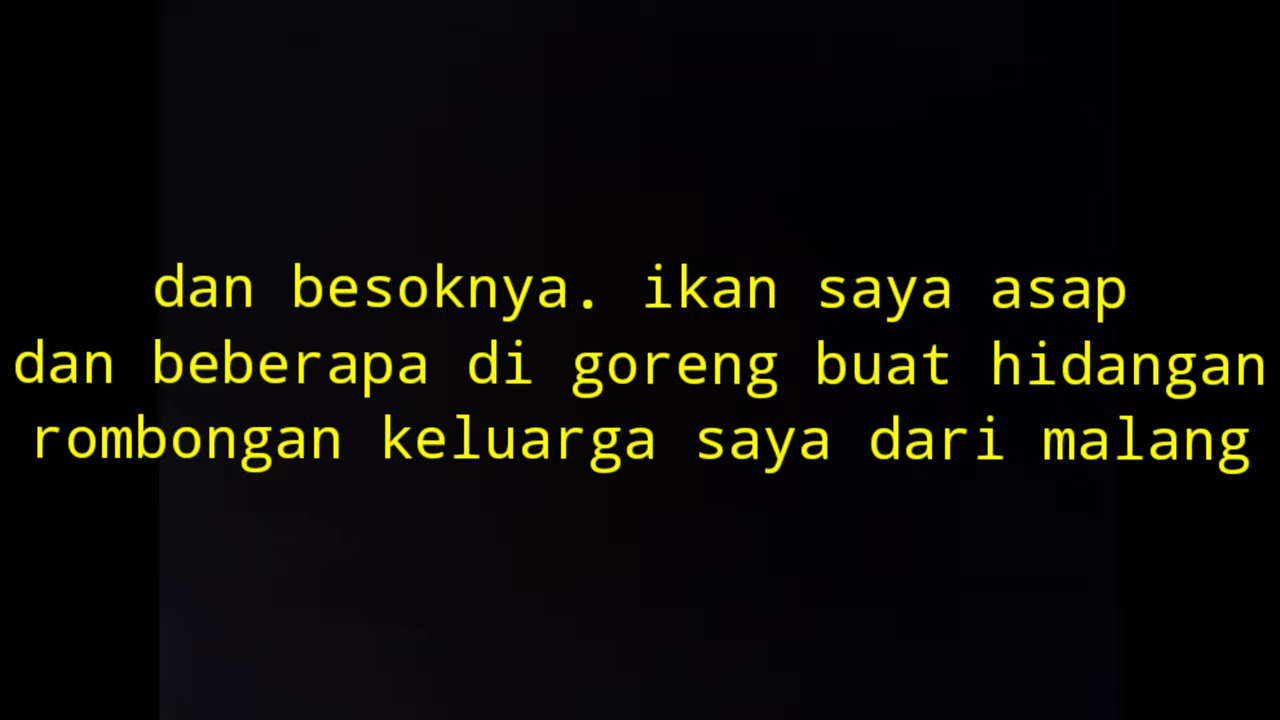 dan besoknya. ikan saya asap
dan beberapa di goreng buat hidangan
rombongan keluarga saya dari malang